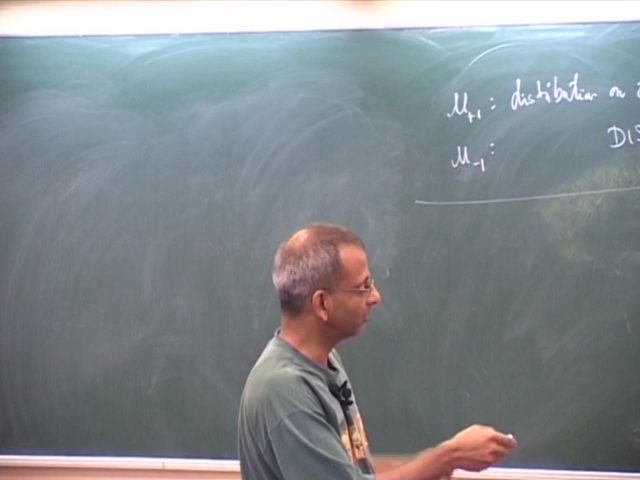 μ₊₁ : distribution on
μ₋₁ :
DIS